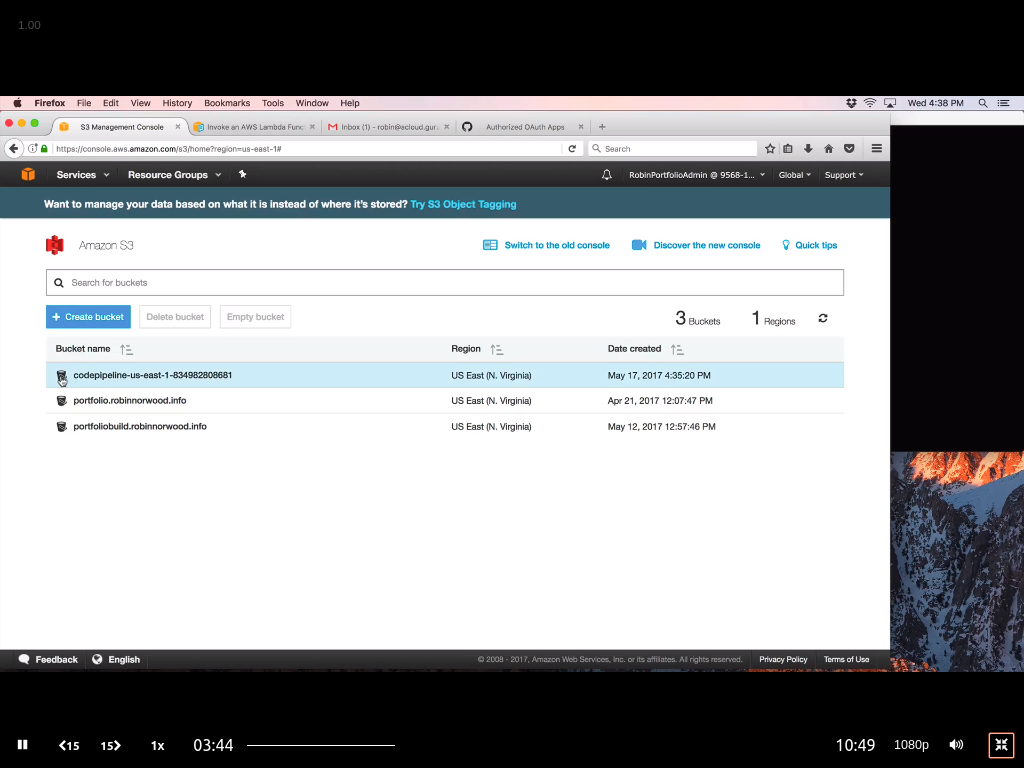 1.00
Firefox File Edit View History Bookmarks Tools Window Help Wed 4:38 PM
S3 Management Console Invoke an AWS Lambda Func Inbox (1) - robin@acloud.gur Authorized OAuth Apps
https://console.aws.amazon.com/s3/home?region=us-east-1# Search
Services Resource Groups RobinPortfolioAdmin @ 9568-1... Global Support
Want to manage your data based on what it is instead of where it's stored? Try S3 Object Tagging
Amazon S3 Switch to the old console Discover the new console Quick tips
Search for buckets
+ Create bucket Delete bucket Empty bucket 3 Buckets 1 Regions
Bucket name Region Date created
codepipeline-us-east-1-834982808681 US East (N. Virginia) May 17, 2017 4:35:20 PM
portfolio.robinnorwood.info US East (N. Virginia) Apr 21, 2017 12:07:47 PM
portfoliobuild.robinnorwood.info US East (N. Virginia) May 12, 2017 12:57:46 PM
Feedback English © 2008 - 2017, Amazon Web Services, Inc. or its affiliates. All rights reserved. Privacy Policy Terms of Use
15 15 1x 03:44 10:49 1080p